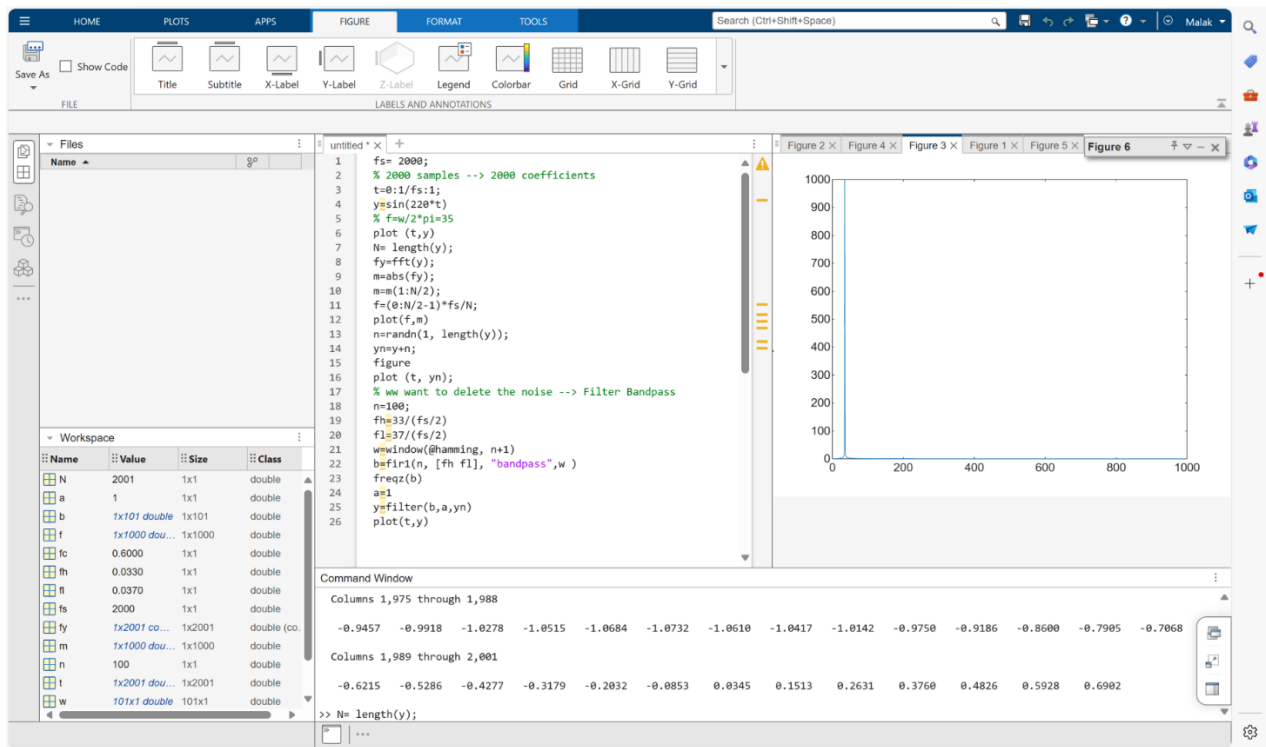 HOME PLOTS APPS FIGURE FORMAT TOOLS Search (Ctrl+Shift+Space) Malak
Save As
Show Code
Title Subtitle X-Label Y-Label Z-Label Legend Colorbar Grid X-Grid Y-Grid
FILE LABELS AND ANNOTATIONS
Files
Name
untitled * ×
1 fs= 2000;
2 % 2000 samples --> 2000 coefficients
3 t=0:1/fs:1;
4 y=sin(220*t)
5 % f=w/2*pi=35
6 plot (t,y)
7 N= length(y);
8 fy=fft(y);
9 m=abs(fy);
10 m=m(1:N/2);
11 f=(0:N/2-1)*fs/N;
12 plot(f,m)
13 n=randn(1, length(y));
14 yn=y+n;
15 figure
16 plot (t, yn);
17 % ww want to delete the noise --> Filter Bandpass
18 n=100;
19 fh=33/(fs/2)
20 fl=37/(fs/2)
21 w=window(@hamming, n+1)
22 b=fir1(n, [fh fl], "bandpass",w )
23 freqz(b)
24 a=1
25 y=filter(b,a,yn)
26 plot(t,y)
Figure 2 × Figure 4 × Figure 3 × Figure 1 × Figure 5 × Figure 6
1000
900
800
700
600
500
400
300
200
100
0
0 200 400 600 800 1000
Workspace
Name Value Size Class
N 2001 1x1 double
a 1 1x1 double
b 1x101 double 1x101 double
f 1x1000 dou... 1x1000 double
fc 0.6000 1x1 double
fh 0.0330 1x1 double
fl 0.0370 1x1 double
fs 2000 1x1 double
fy 1x2001 co... 1x2001 double (co.
m 1x1000 dou... 1x1000 double
n 100 1x1 double
t 1x2001 dou... 1x2001 double
w 101x1 double 101x1 double
Command Window
Columns 1,975 through 1,988
-0.9457 -0.9918 -1.0278 -1.0515 -1.0684 -1.0732 -1.0610 -1.0417 -1.0142 -0.9750 -0.9186 -0.8600 -0.7905 -0.7068
Columns 1,989 through 2,001
-0.6215 -0.5286 -0.4277 -0.3179 -0.2032 -0.0853 0.0345 0.1513 0.2631 0.3760 0.4826 0.5928 0.6902
>> N= length(y);